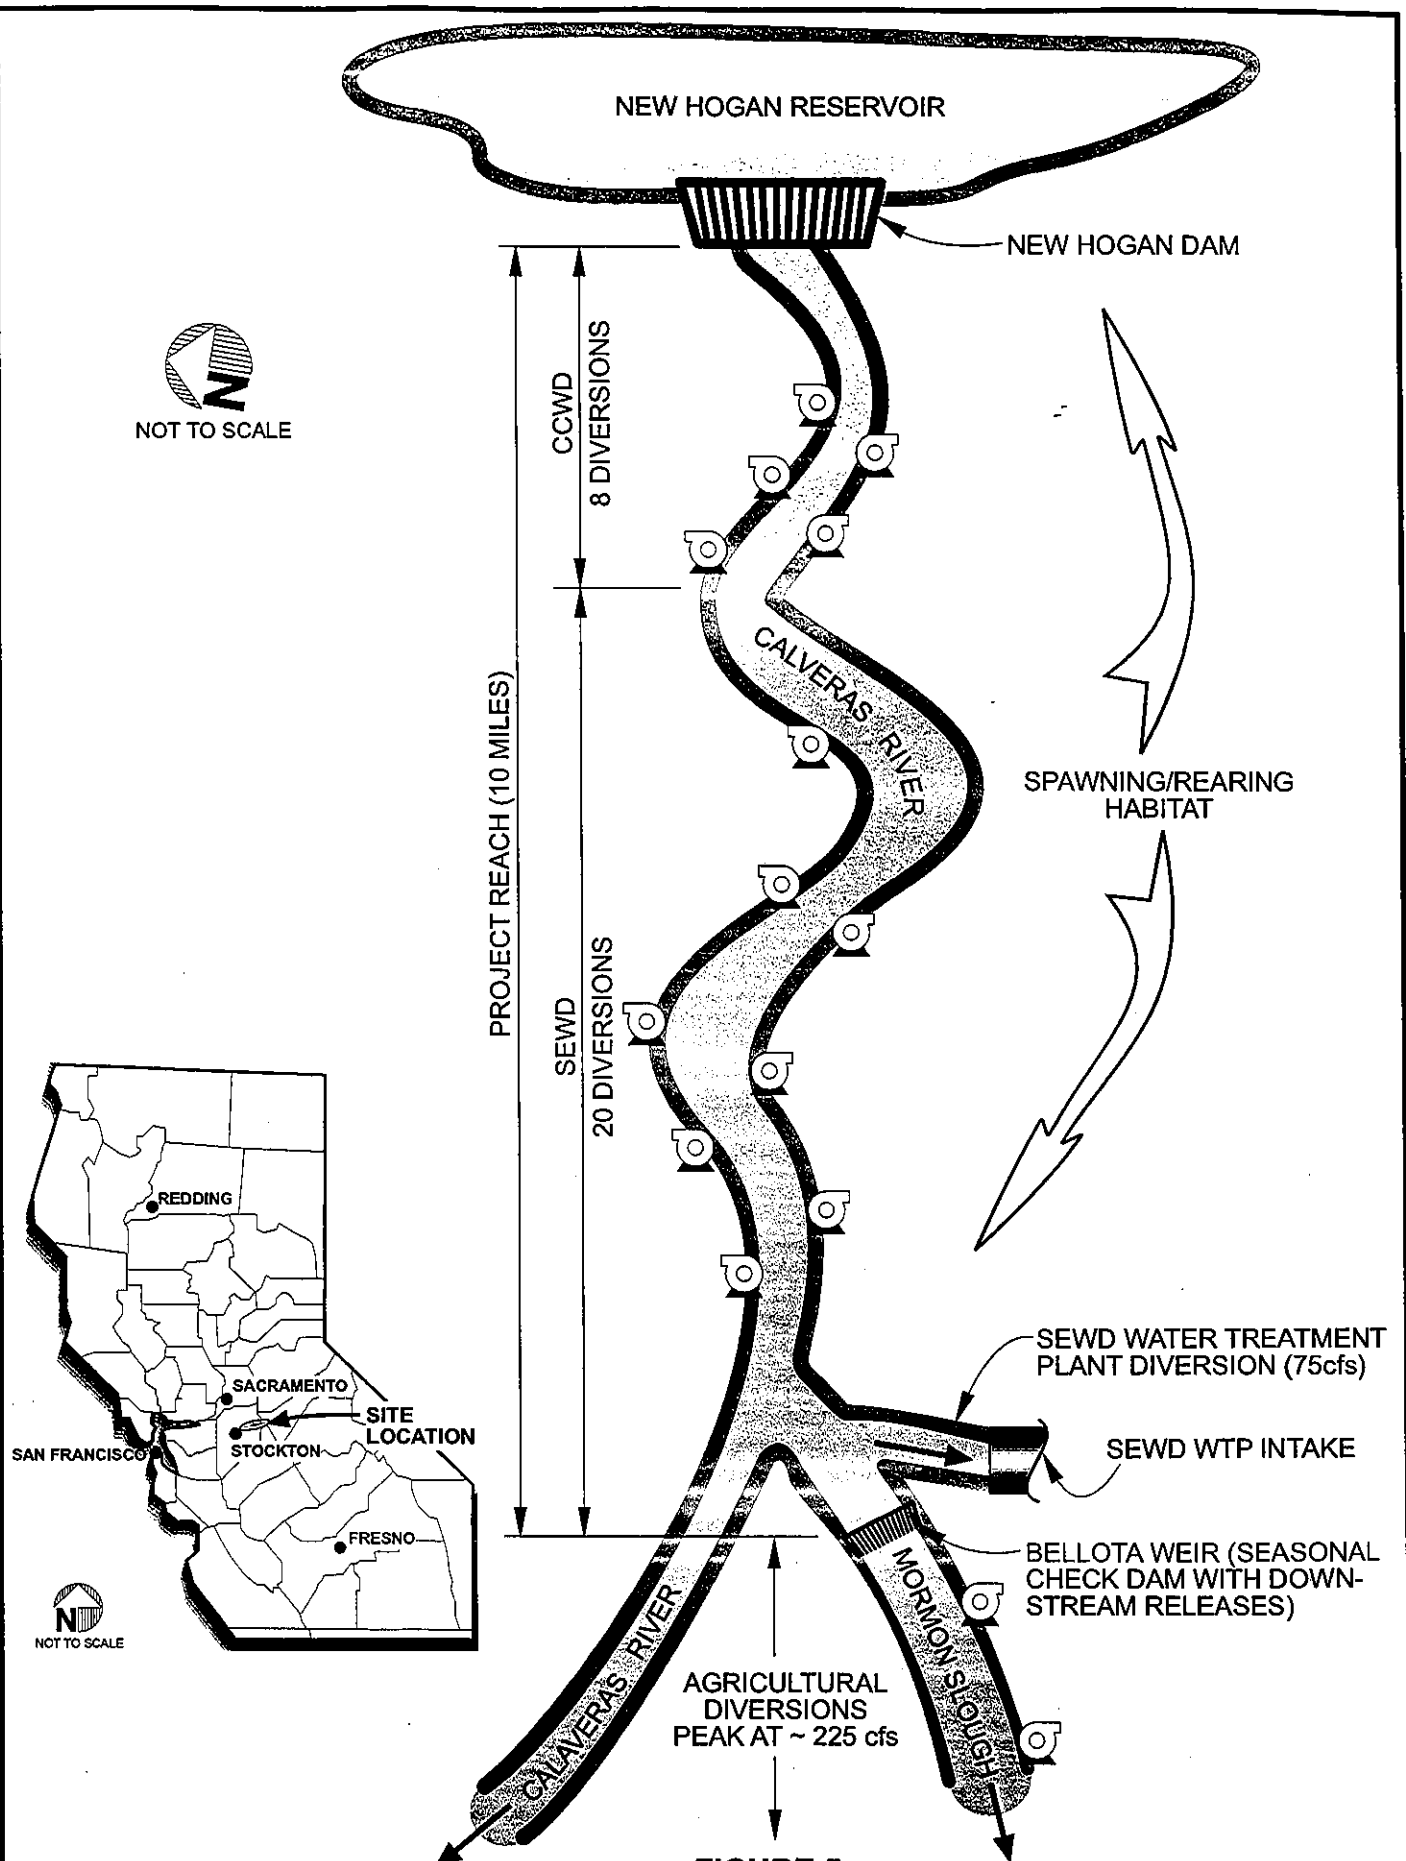 NEW HOGAN RESERVOIR
NEW HOGAN DAM
N
NOT TO SCALE
CCWD
8 DIVERSIONS
PROJECT REACH (10 MILES)
CALVERAS RIVER
SPAWNING/REARING
HABITAT
SEWD
20 DIVERSIONS
REDDING
SACRAMENTO
SITE
LOCATION
STOCKTON
SAN FRANCISCO
FRESNO
N
NOT TO SCALE
SEWD WATER TREATMENT
PLANT DIVERSION (75cfs)
SEWD WTP INTAKE
BELLOTA WEIR (SEASONAL
CHECK DAM WITH DOWN-
STREAM RELEASES)
MORMON SLOUGH
CALAVERAS RIVER
AGRICULTURAL
DIVERSIONS
PEAK AT ~ 225 cfs